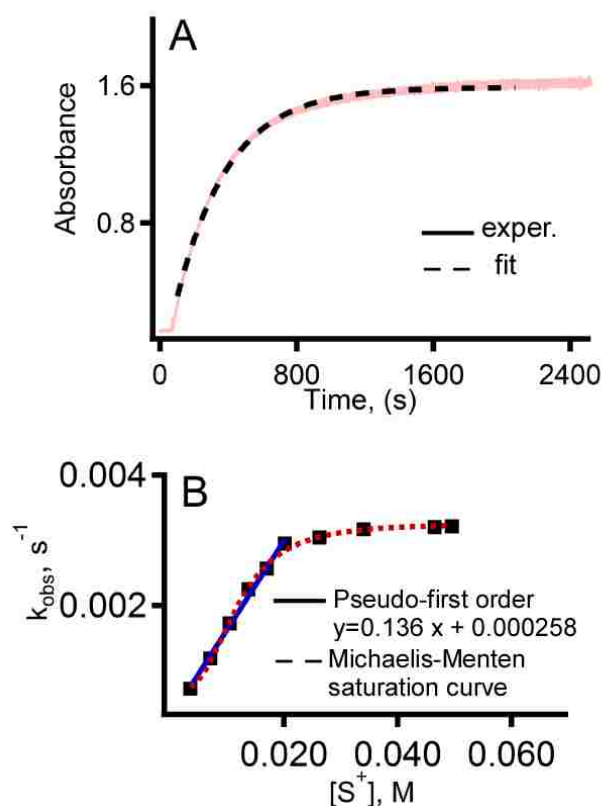 A
Absorbance
1.6
0.8
exper.
fit
0 800 1600 2400
Time, (s)
B
0.004
0.002
kobs, s-1
Pseudo-first order
y=0.136 x + 0.000258
Michaelis-Menten
saturation curve
0.020 0.040 0.060
[S+], M